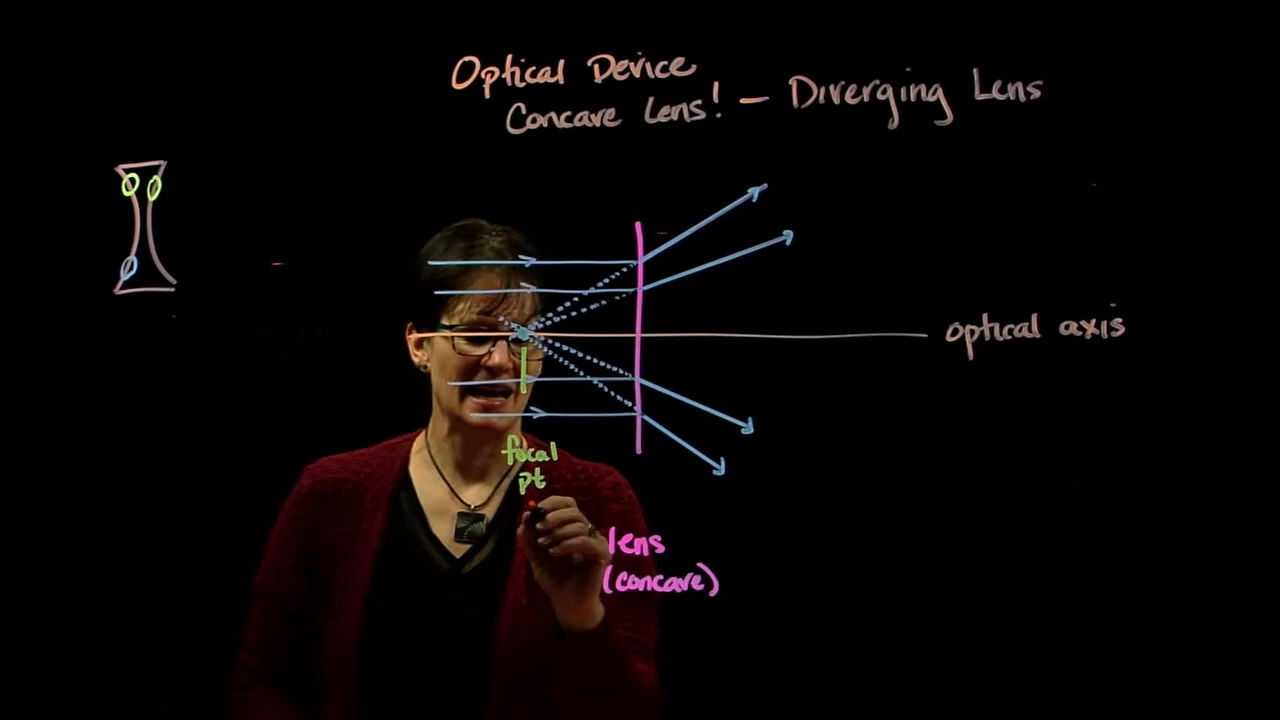 Optical Device
Concave Lens! — Diverging Lens
optical axis
focal
pt
lens
(concave)